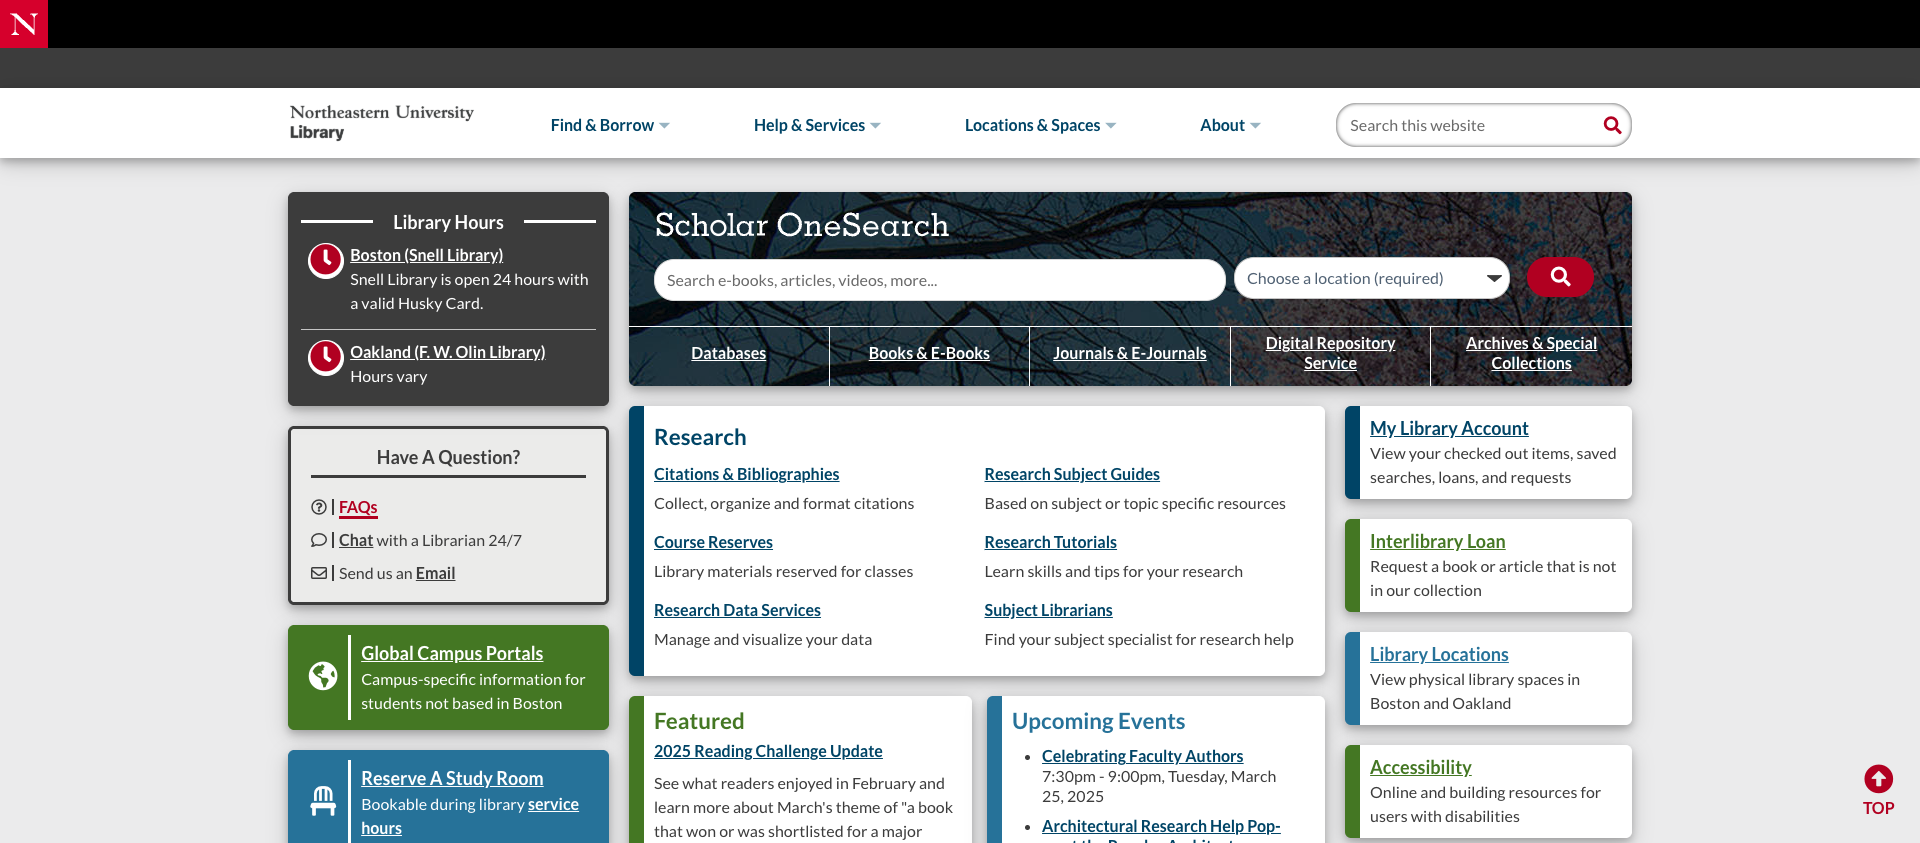 N
Northeastern University
Library
Find & Borrow
Help & Services
Locations & Spaces
About
Search this website
Library Hours
Boston (Snell Library)
Snell Library is open 24 hours with
a valid Husky Card.
Oakland (F. W. Olin Library)
Hours vary
Have A Question?
FAQs
Chat with a Librarian 24/7
Send us an Email
Global Campus Portals
Campus-specific information for
students not based in Boston
Reserve A Study Room
Bookable during library service
hours
Scholar OneSearch
Search e-books, articles, videos, more...
Choose a location (required)
Databases
Books & E-Books
Journals & E-Journals
Digital Repository
Service
Archives & Special
Collections
Research
Citations & Bibliographies
Collect, organize and format citations
Course Reserves
Library materials reserved for classes
Research Data Services
Manage and visualize your data
Research Subject Guides
Based on subject or topic specific resources
Research Tutorials
Learn skills and tips for your research
Subject Librarians
Find your subject specialist for research help
Featured
2025 Reading Challenge Update
See what readers enjoyed in February and
learn more about March's theme of "a book
that won or was shortlisted for a major
Upcoming Events
Celebrating Faculty Authors
7:30pm - 9:00pm, Tuesday, March
25, 2025
Architectural Research Help Pop-
My Library Account
View your checked out items, saved
searches, loans, and requests
Interlibrary Loan
Request a book or article that is not
in our collection
Library Locations
View physical library spaces in
Boston and Oakland
Accessibility
Online and building resources for
users with disabilities
TOP